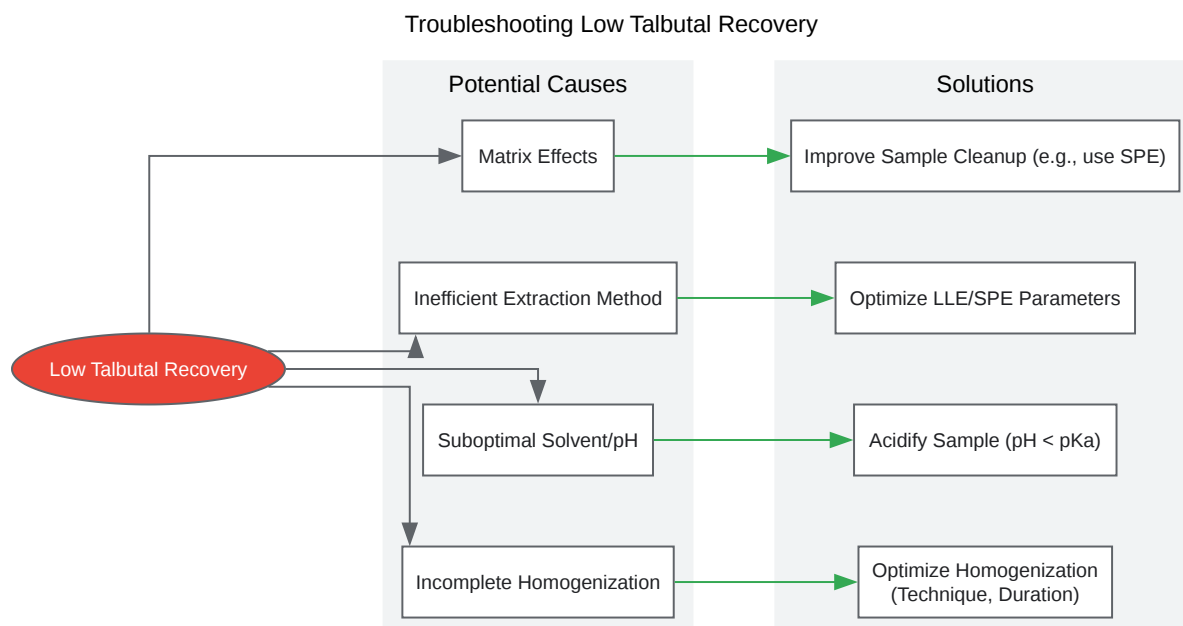 Troubleshooting Low Talbutal Recovery
Potential Causes
Solutions
Matrix Effects
Improve Sample Cleanup (e.g., use SPE)
Inefficient Extraction Method
Optimize LLE/SPE Parameters
Low Talbutal Recovery
Suboptimal Solvent/pH
Acidify Sample (pH < pKa)
Incomplete Homogenization
Optimize Homogenization
(Technique, Duration)